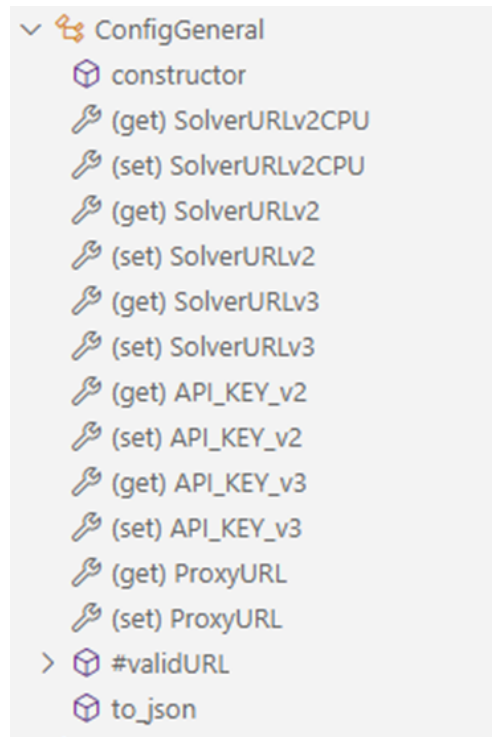 ConfigGeneral
constructor
(get) SolverURLv2CPU
(set) SolverURLv2CPU
(get) SolverURLv2
(set) SolverURLv2
(get) SolverURLv3
(set) SolverURLv3
(get) API_KEY_v2
(set) API_KEY_v2
(get) API_KEY_v3
(set) API_KEY_v3
(get) ProxyURL
(set) ProxyURL
#validURL
to_json